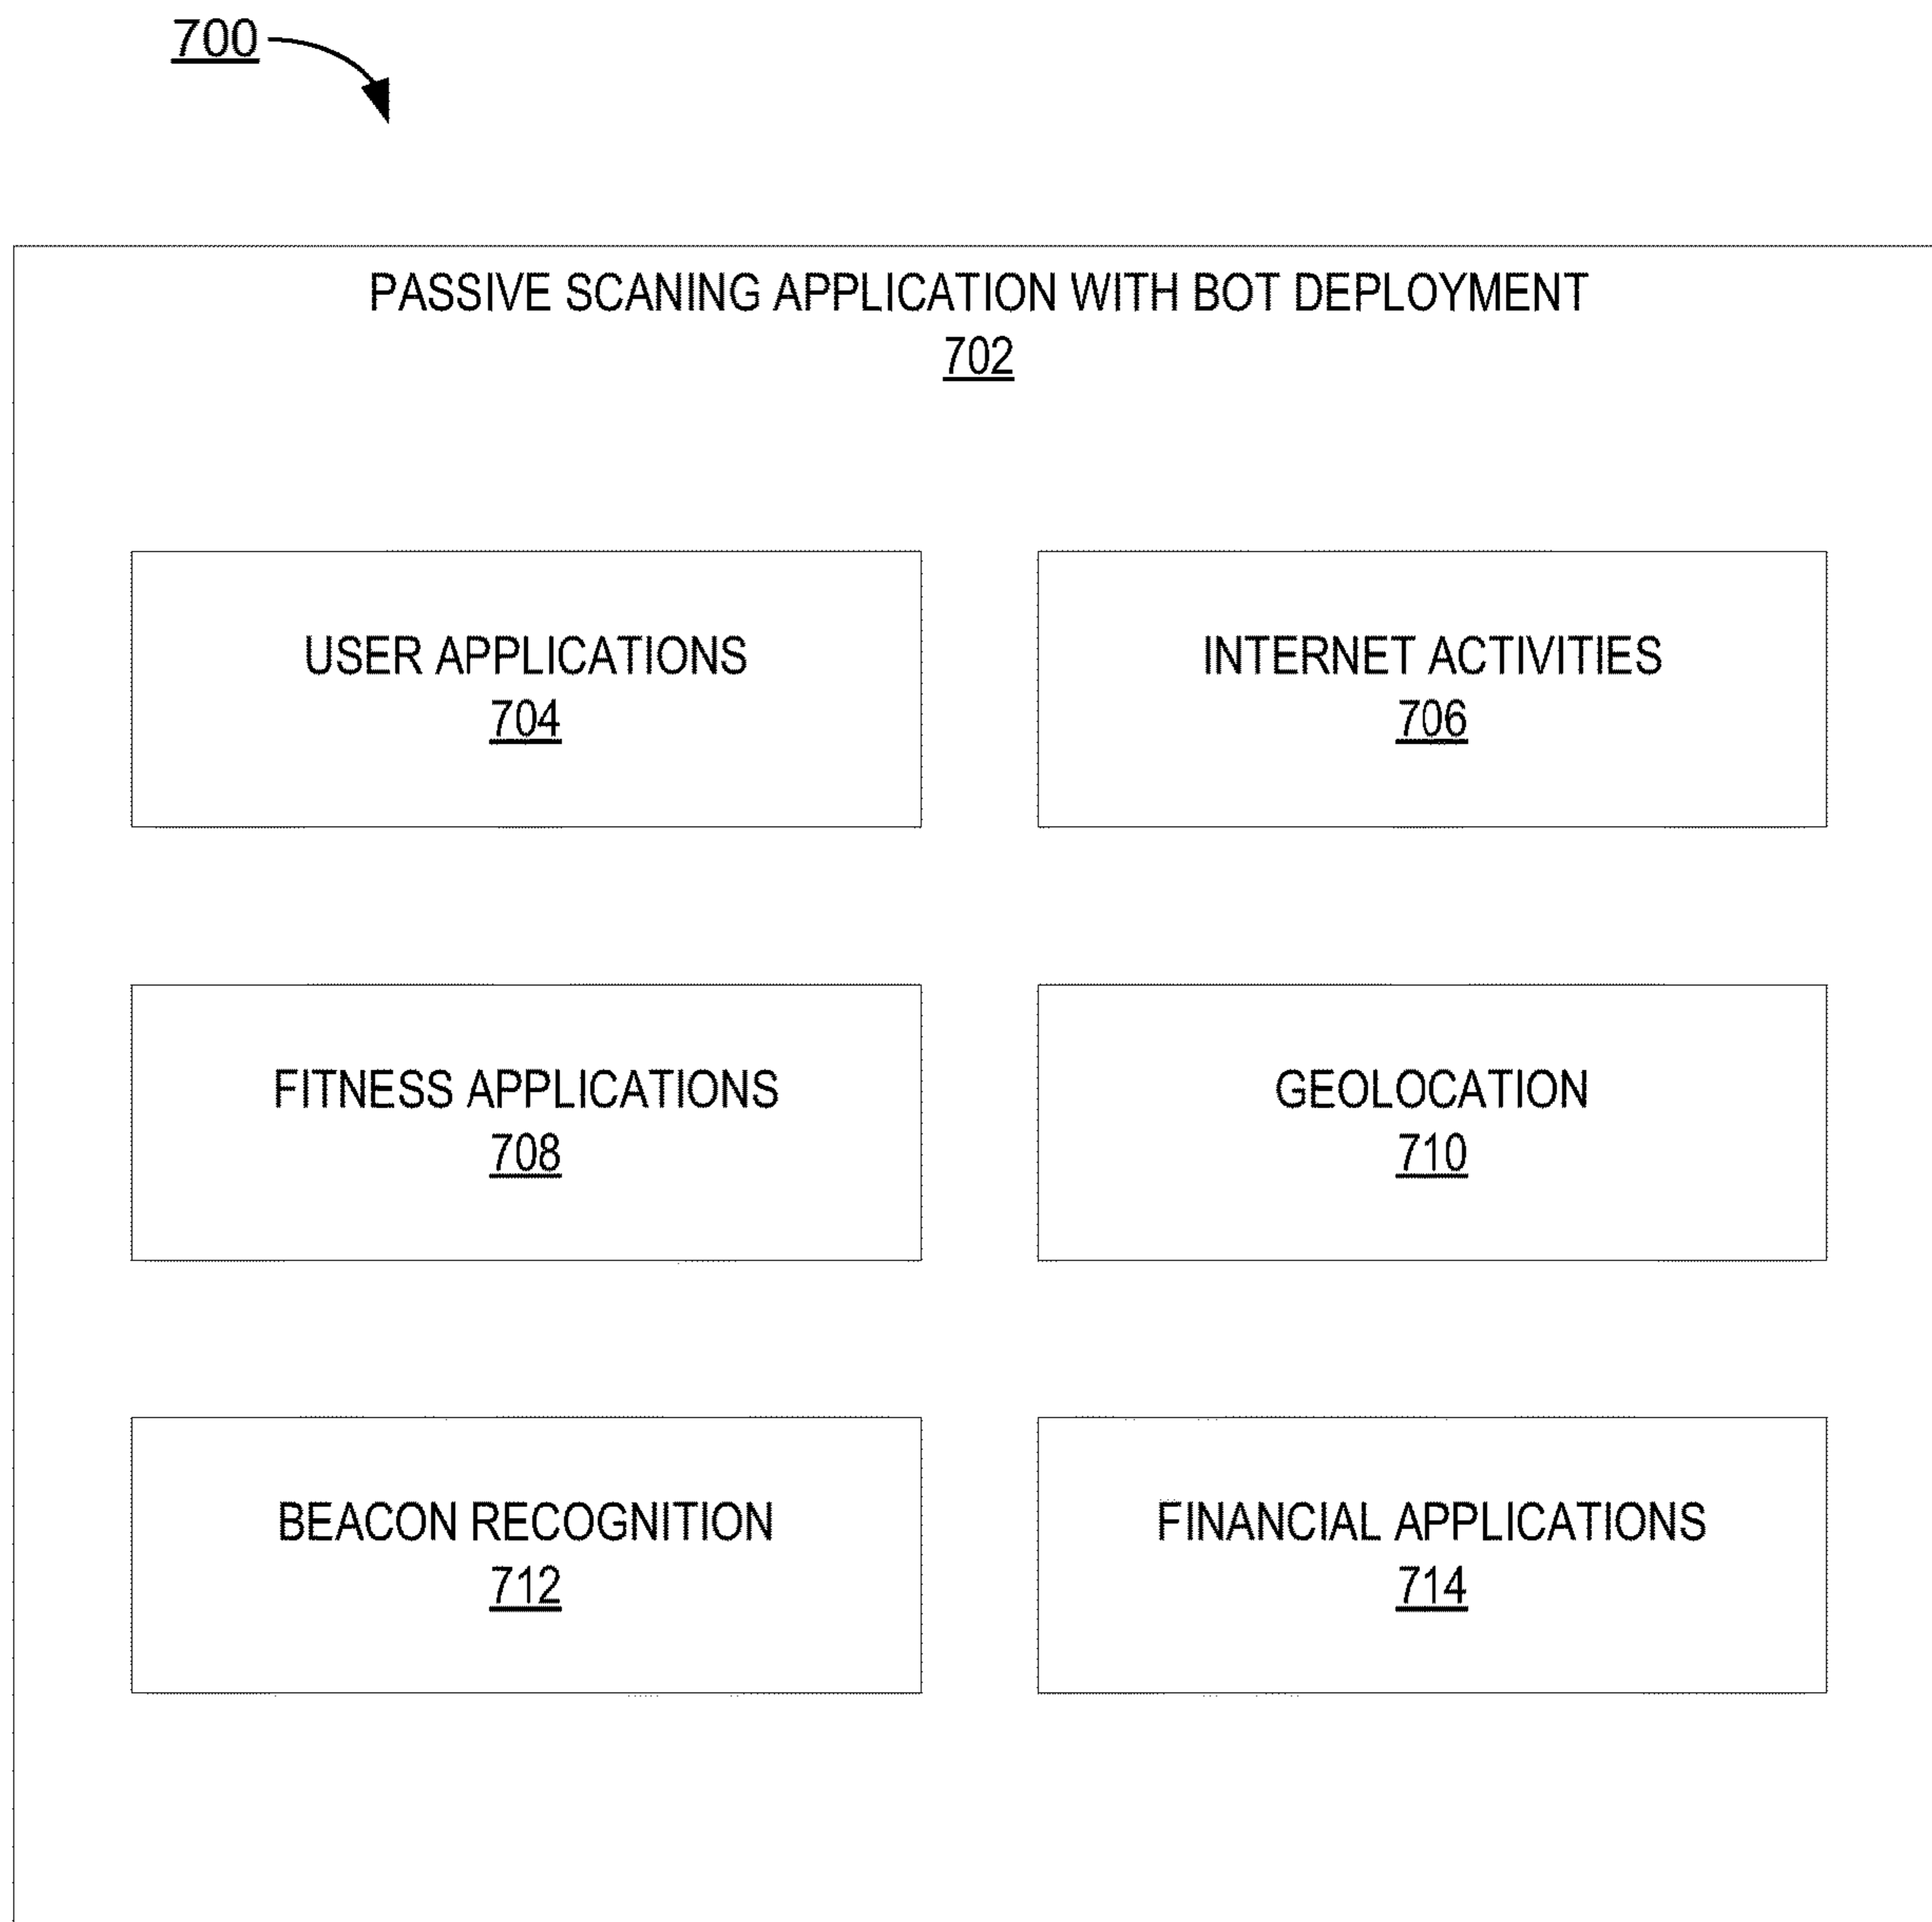 700
PASSIVE SCANING APPLICATION WITH BOT DEPLOYMENT
702
USER APPLICATIONS
704
INTERNET ACTIVITIES
706
FITNESS APPLICATIONS
708
GEOLOCATION
710
BEACON RECOGNITION
712
FINANCIAL APPLICATIONS
714